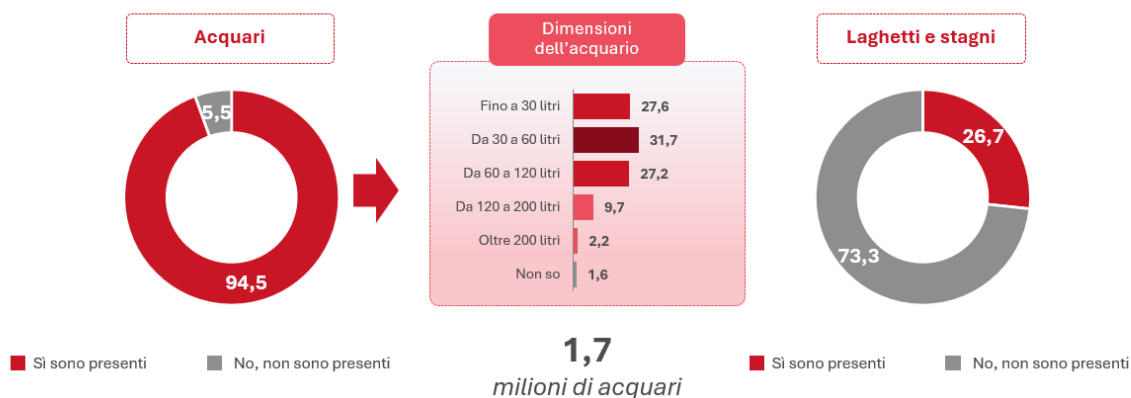 Acquari
5,5
94,5
Sì sono presenti
No, non sono presenti
Dimensioni
dell'acquario
Fino a 30 litri 27,6
Da 30 a 60 litri 31,7
Da 60 a 120 litri 27,2
Da 120 a 200 litri 9,7
Oltre 200 litri 2,2
Non so 1,6
1,7
milioni di acquari
Laghetti e stagni
26,7
73,3
Sì sono presenti
No, non sono presenti